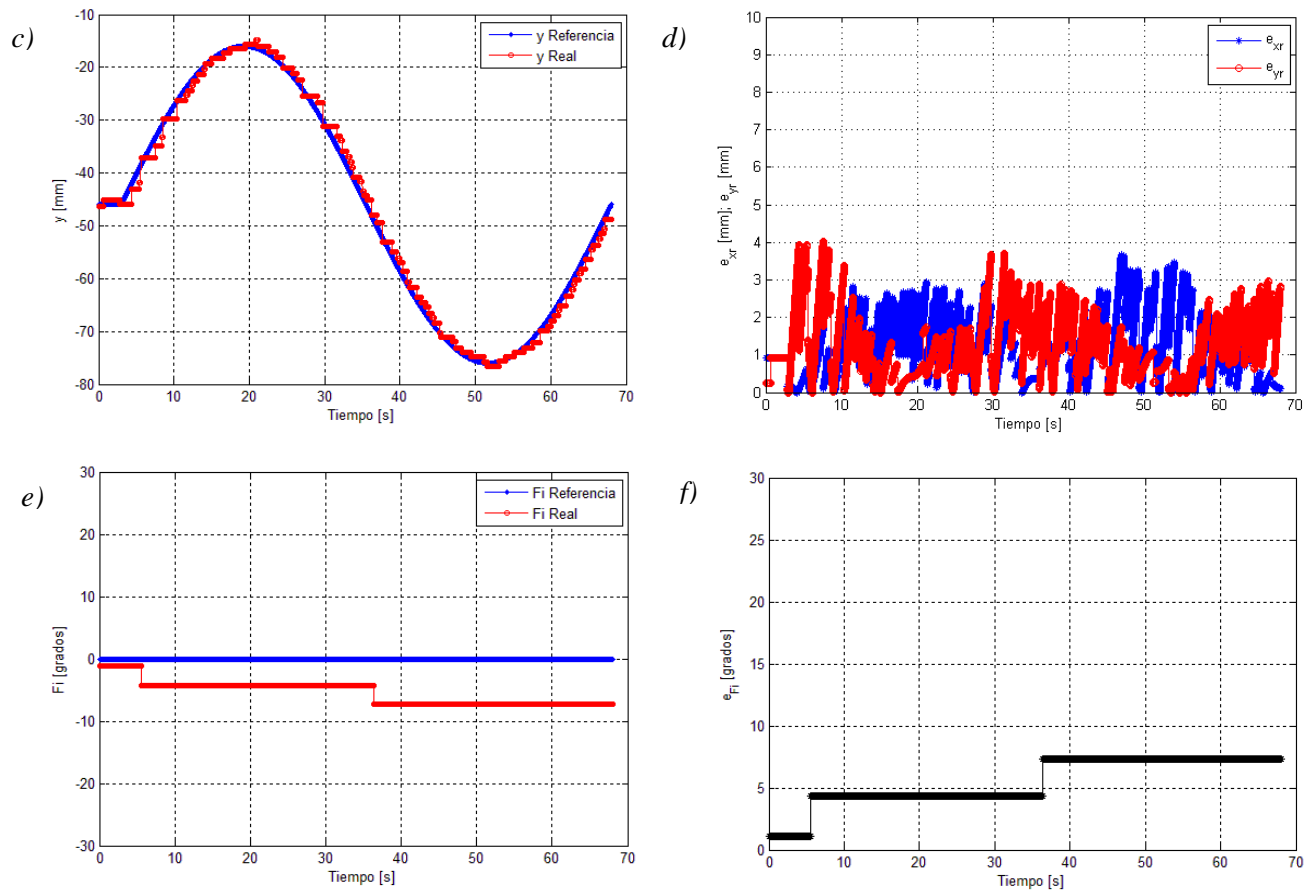 c)
y [mm]
-10
-20
-30
-40
-50
-60
-70
-80
0 10 20 30 40 50 60 70
Tiempo [s]
y Referencia
y Real
d)
e_xr [mm]; e_yr [mm]
10
9
8
7
6
5
4
3
2
1
0
0 10 20 30 40 50 60 70
Tiempo [s]
e_xr
e_yr
e)
Fi [grados]
30
20
10
0
-10
-20
-30
0 10 20 30 40 50 60 70
Tiempo [s]
Fi Referencia
Fi Real
f)
e_Fi [grados]
30
25
20
15
10
5
0
0 10 20 30 40 50 60 70
Tiempo [s]